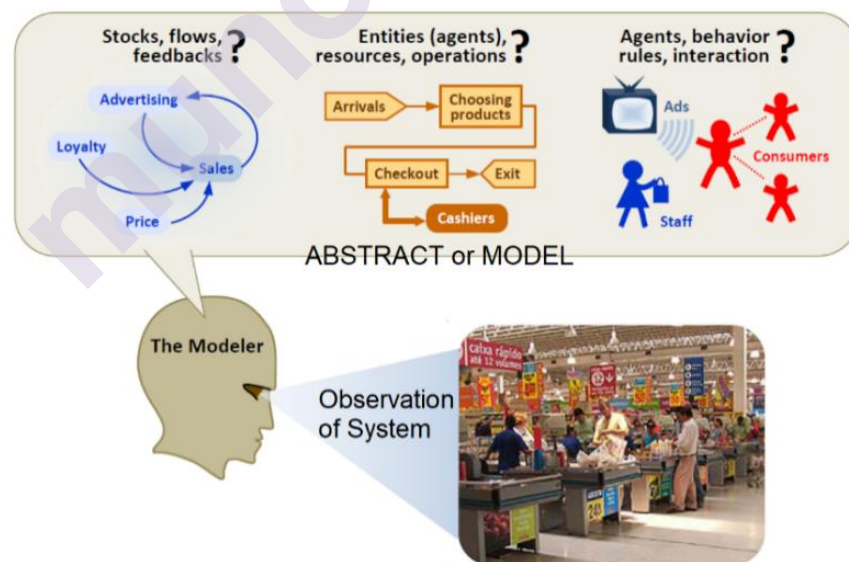 Stocks, flows,
feedbacks ?
Advertising
Loyalty
Sales
Price
Entities (agents),
resources, operations ?
Arrivals
Choosing
products
Checkout
Exit
Cashiers
Agents, behavior
rules, interaction ?
Ads
Consumers
Staff
ABSTRACT or MODEL
The Modeler
Observation
of System
caixa rápido
até 12 volumes